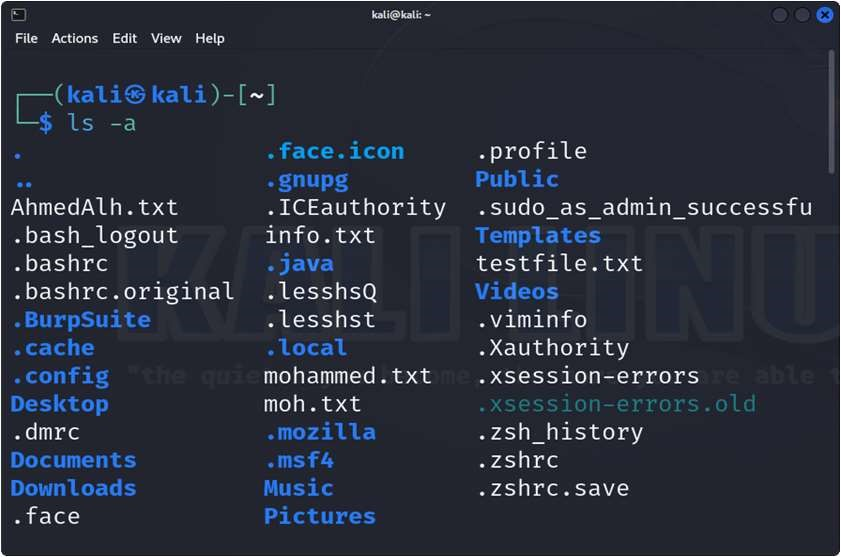 kali@kali: ~
File Actions Edit View Help
(kali㉿kali)-[~]
$ ls -a
. .face.icon .profile
.. .gnupg Public
AhmedAlh.txt .ICEauthority .sudo_as_admin_successfu
.bash_logout info.txt Templates
.bashrc .java testfile.txt
.bashrc.original .lesshsQ Videos
.BurpSuite .lesshst .viminfo
.cache .local .Xauthority
.config mohammed.txt .xsession-errors
Desktop moh.txt .xsession-errors.old
.dmrc .mozilla .zsh_history
Documents .msf4 .zshrc
Downloads Music .zshrc.save
.face Pictures